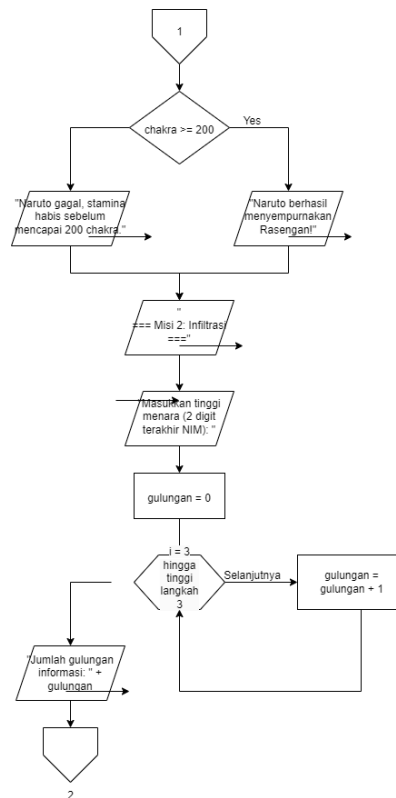 1
chakra >= 200
Yes
"Naruto gagal, stamina
habis sebelum
mencapai 200 chakra."
"Naruto berhasil
menyempurnakan
Rasengan!"
"
=== Misi 2: Infiltrasi
==="
"Masukkan tinggi
menara (2 digit
terakhir NIM): "
gulungan = 0
i = 3
hingga
tinggi
langkah
3
Selanjutnya
gulungan =
gulungan + 1
"Jumlah gulungan
informasi: " +
gulungan
2